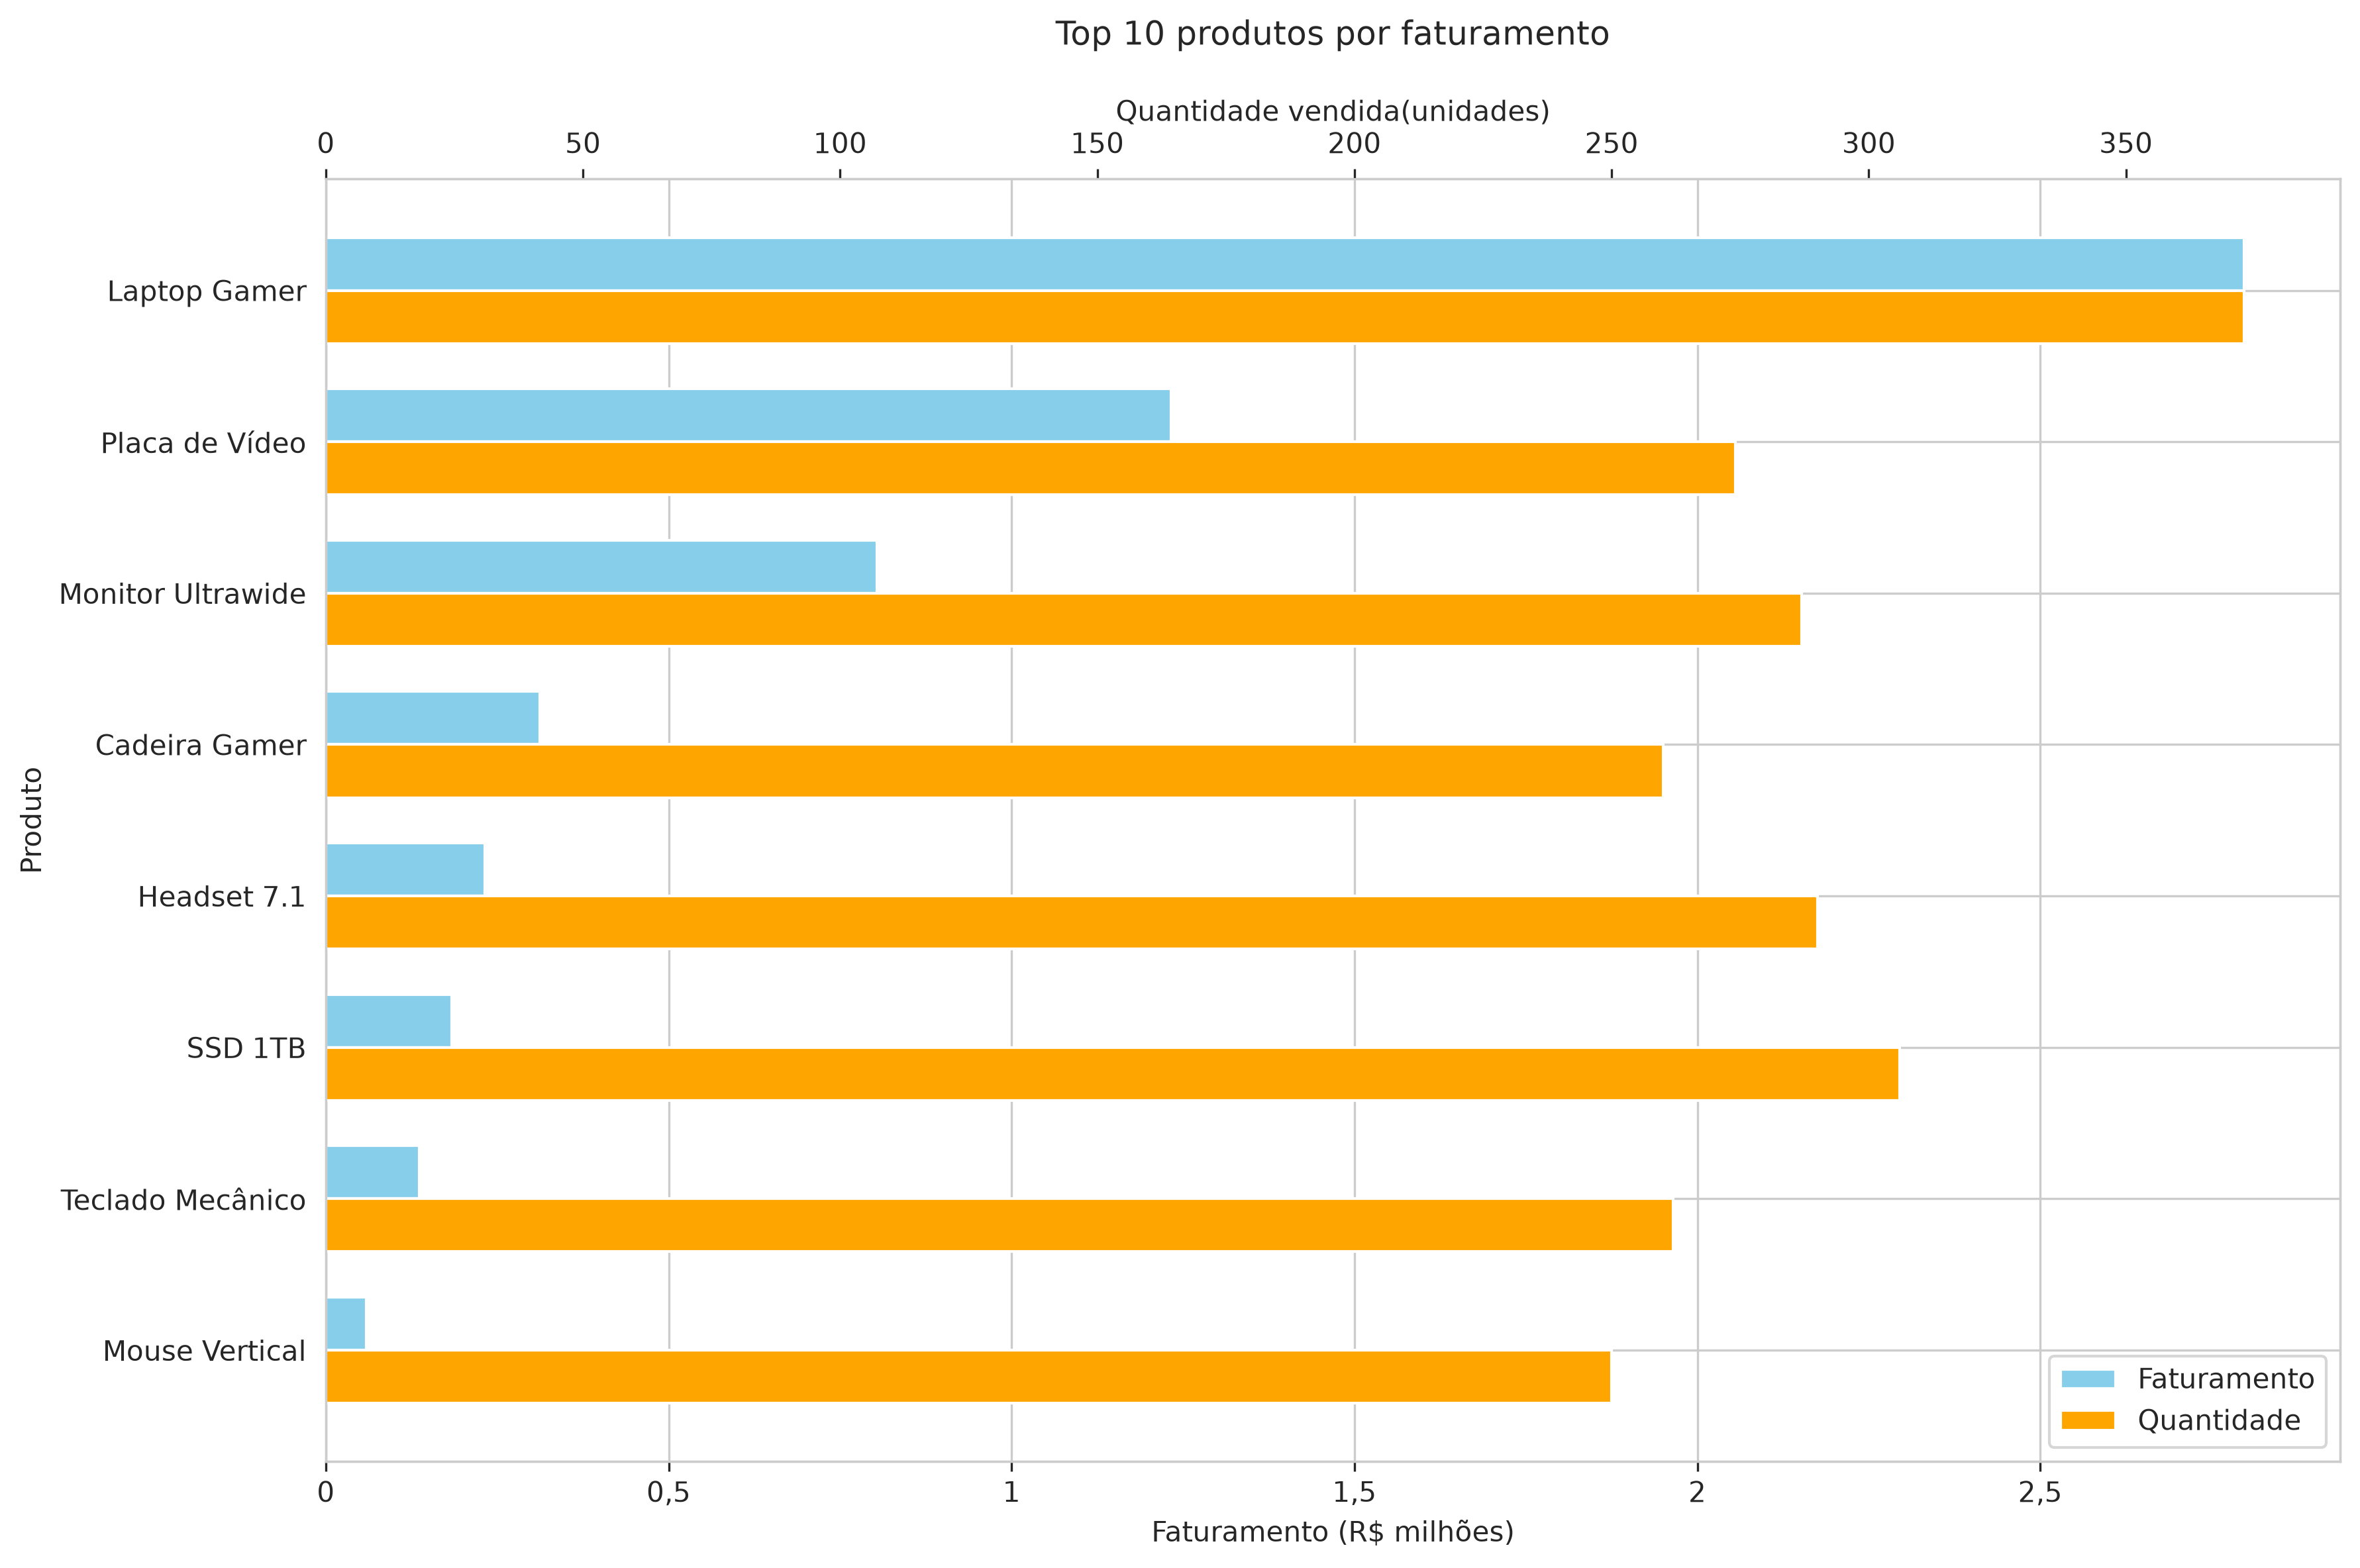 Top 10 produtos por faturamento
Quantidade vendida(unidades)
0 50 100 150 200 250 300 350
Laptop Gamer
Placa de Vídeo
Monitor Ultrawide
Cadeira Gamer
Produto
Headset 7.1
SSD 1TB
Teclado Mecânico
Mouse Vertical
Faturamento
Quantidade
0 0,5 1 1,5 2 2,5
Faturamento (R$ milhões)